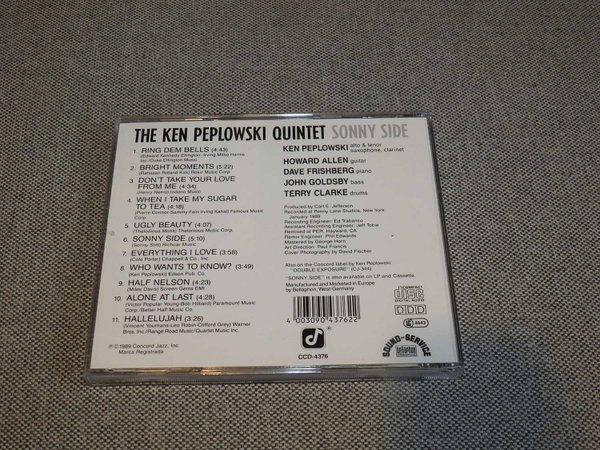 THE KEN PEPLOWSKI QUINTET SONNY SIDE
1. RING DEM BELLS (4:43)
(Edward Kennedy Ellington-Irving Mills) Mills
Inc./Duke Ellington Music)
2. BRIGHT MOMENTS (5:22)
(Rahsaan Roland Kirk) Roku Music Corp
3. DON'T TAKE YOUR LOVE
FROM ME (4:34)
(Henry Nemo) Indano Music
4. WHEN I TAKE MY SUGAR
TO TEA (4:18)
(Pierre Connor-Sammy Fain-Irving Kahal) Famous Music
Corp.
5. UGLY BEAUTY (4:07)
(Thelonious Monk) Thelonious Music Corp.
6. SONNY SIDE (5:10)
(Sonny Stitt) Richcar Music
7. EVERYTHING I LOVE (3:58)
(Cole Porter) Chappell & Co., Inc.
8. WHO WANTS TO KNOW? (3:49)
(Ken Peplowski) Eileen Pub. Co.
9. HALF NELSON (4:23)
(Miles Davis) Screen Gems EMI
10. ALONE AT LAST (4:28)
(Victor Popular Young-Bob Hilliard) Paramount Music
Corp./Better Half Music Co.
11. HALLELUJAH (3:26)
(Vincent Youmans-Leo Robin-Clifford Grey) Warner
Bros. Inc./Range Road Music/Quartet Music Inc.
℗©1989 Concord Jazz, Inc.
Marca Registrada
KEN PEPLOWSKI alto & tenor
saxophone, clarinet
HOWARD ALLEN guitar
DAVE FRISHBERG piano
JOHN GOLDSBY bass
TERRY CLARKE drums
Produced by Carl E. Jefferson
Recorded at Penny Lane Studios, New York
January 1989
Recording Engineer: Ed Trabanco
Assistant Recording Engineer: Jeff Tobie
Remixed at PER, Hayward, CA
Remix Engineer: Phil Edwards
Mastered by George Horn
Art Direction: Paul Francis
Cover Photography by David Fischer
Also on the Concord label by Ken Peplowski:
"DOUBLE EXPOSURE" (CJ-344)
"SONNY SIDE" is also available on LP and Cassette
Manufactured and Marketed in Europe
by Bellaphon, West-Germany
4 003090 437622
CCD-4376
COMPACT
disc
DIGITAL AUDIO
DDD
LC 4643
SOUND-SERVICE
bellaphon